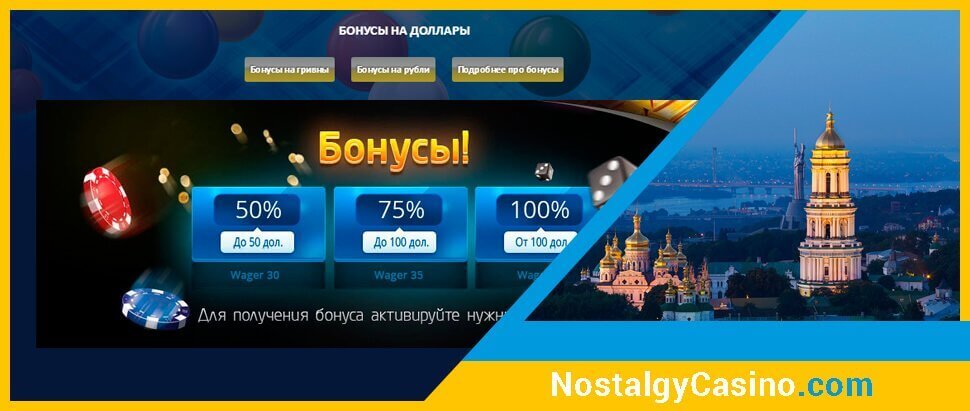 БОНУСЫ НА ДОЛЛАРЫ
Бонусы на гривны Бонусы на рубли Подробнее про бонусы
Бонусы!
50% 75% 100%
До 50 дол. До 100 дол. От 100 дол.
Wager 30 Wager 35
Для получения бонуса активируйте
NostalgyCasino.com